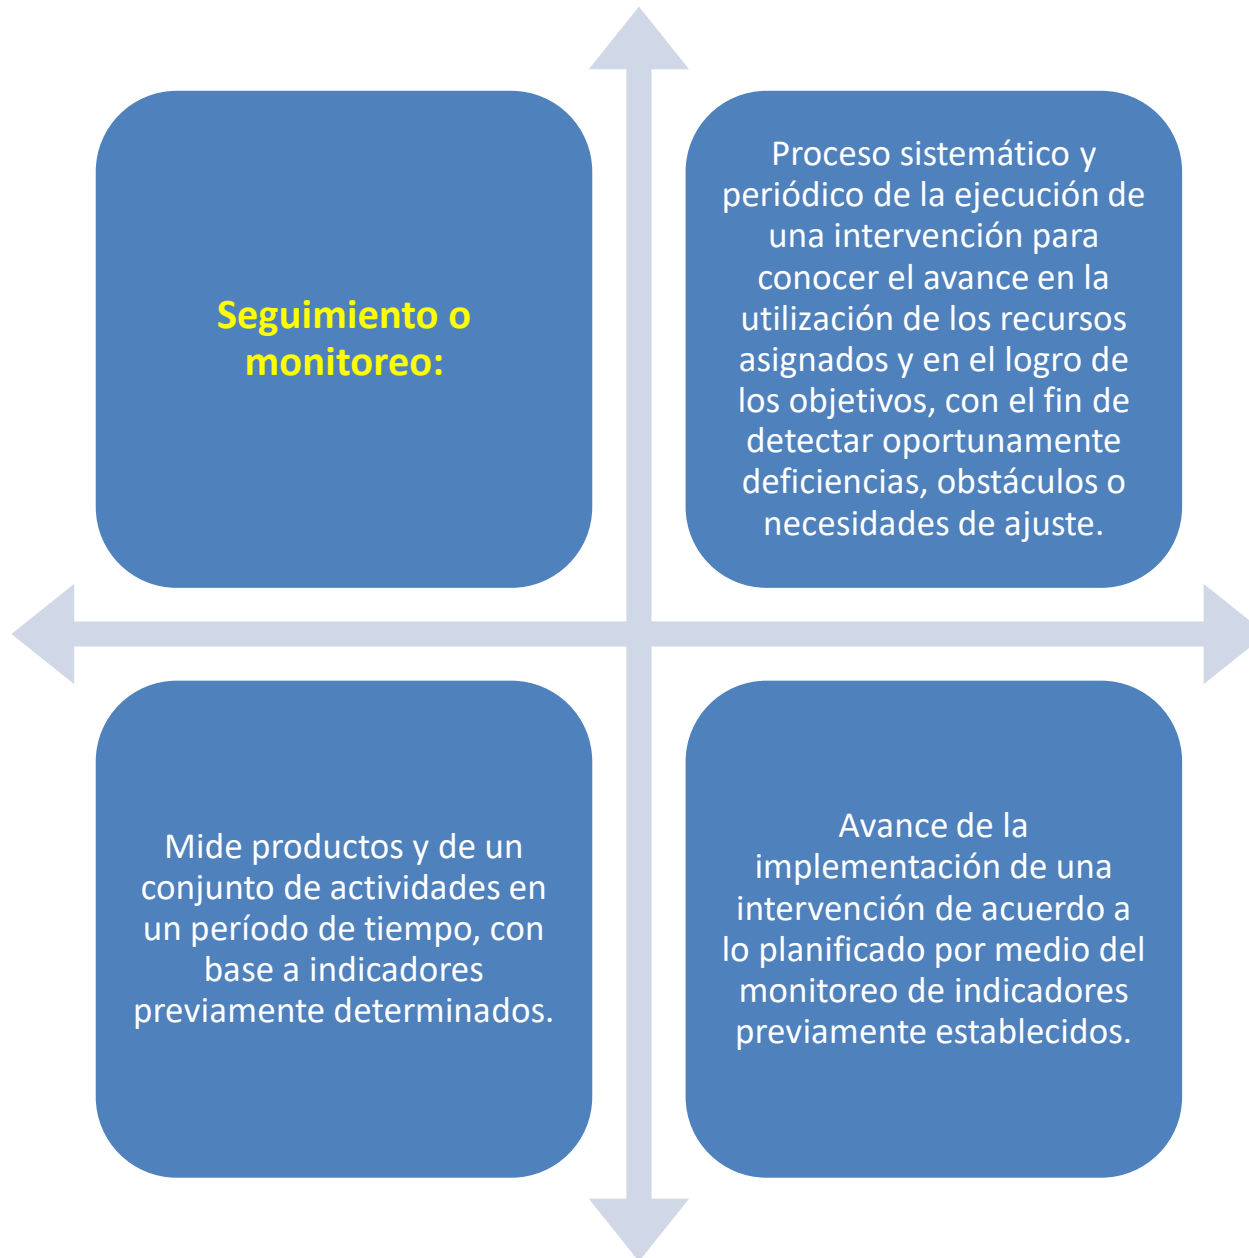 Seguimiento o
monitoreo:
Proceso sistemático y
periódico de la ejecución de
una intervención para
conocer el avance en la
utilización de los recursos
asignados y en el logro de
los objetivos, con el fin de
detectar oportunamente
deficiencias, obstáculos o
necesidades de ajuste.
Mide productos y de un
conjunto de actividades en
un período de tiempo, con
base a indicadores
previamente determinados.
Avance de la
implementación de una
intervención de acuerdo a
lo planificado por medio del
monitoreo de indicadores
previamente establecidos.